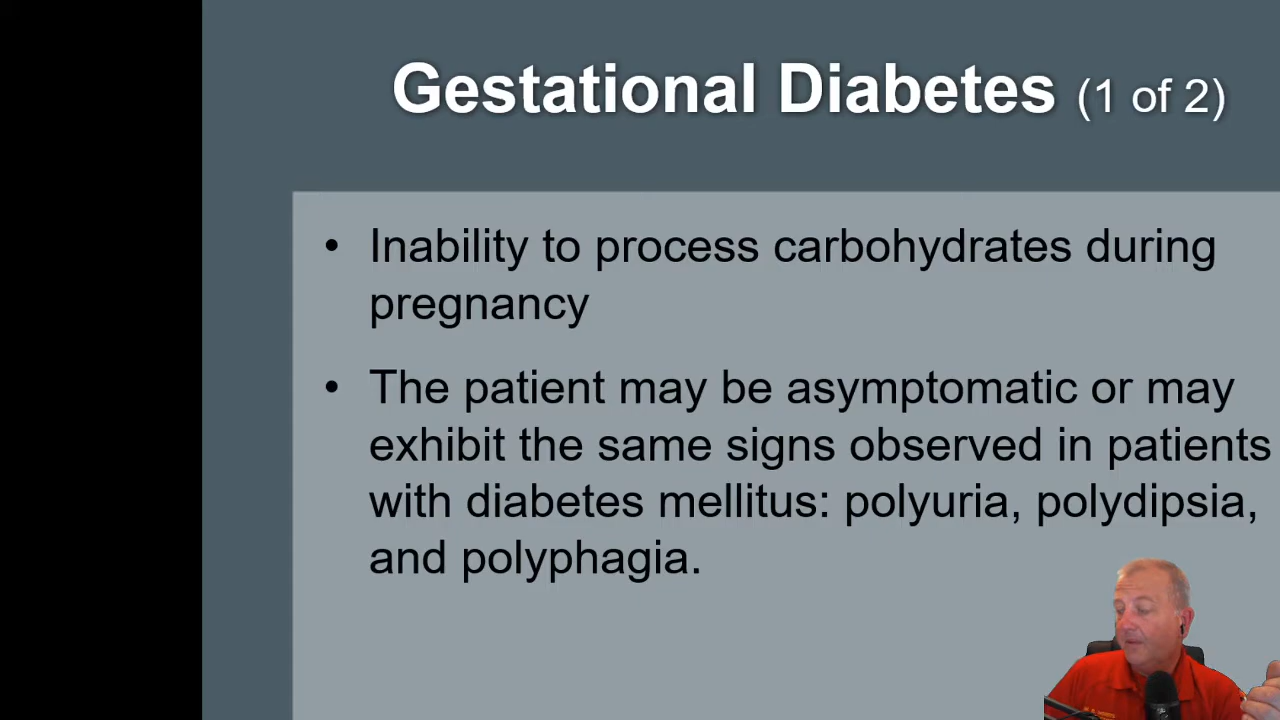 Gestational Diabetes (1 of 2)
• Inability to process carbohydrates during
pregnancy
• The patient may be asymptomatic or may
exhibit the same signs observed in patients
with diabetes mellitus: polyuria, polydipsia,
and polyphagia.